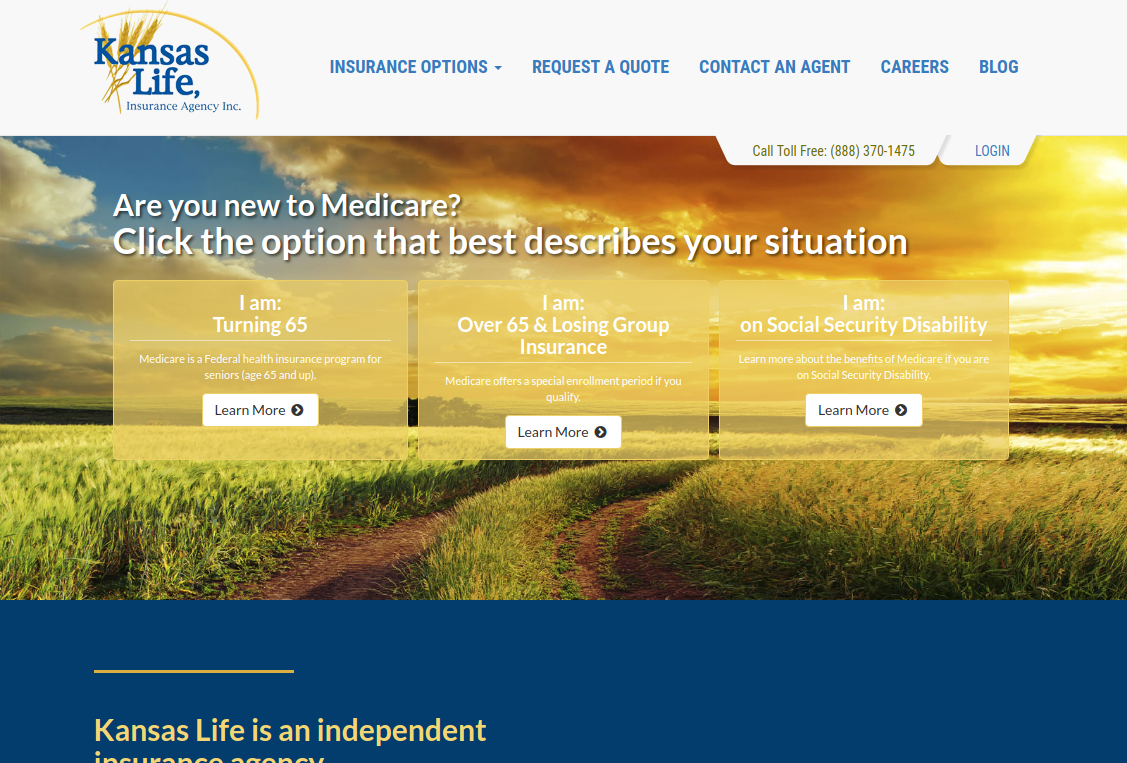 Kansas
Life,
Insurance Agency Inc.
INSURANCE OPTIONS
REQUEST A QUOTE
CONTACT AN AGENT
CAREERS
BLOG
Call Toll Free: (888) 370-1475
LOGIN
Are you new to Medicare?
Click the option that best describes your situation
I am:
Turning 65
Medicare is a Federal health insurance program for
seniors (age 65 and up).
Learn More
I am:
Over 65 & Losing Group
Insurance
Medicare offers a special enrollment period if you
qualify.
Learn More
I am:
on Social Security Disability
Learn more about the benefits of Medicare if you are
on Social Security Disability.
Learn More
Kansas Life is an independent
insurance agency